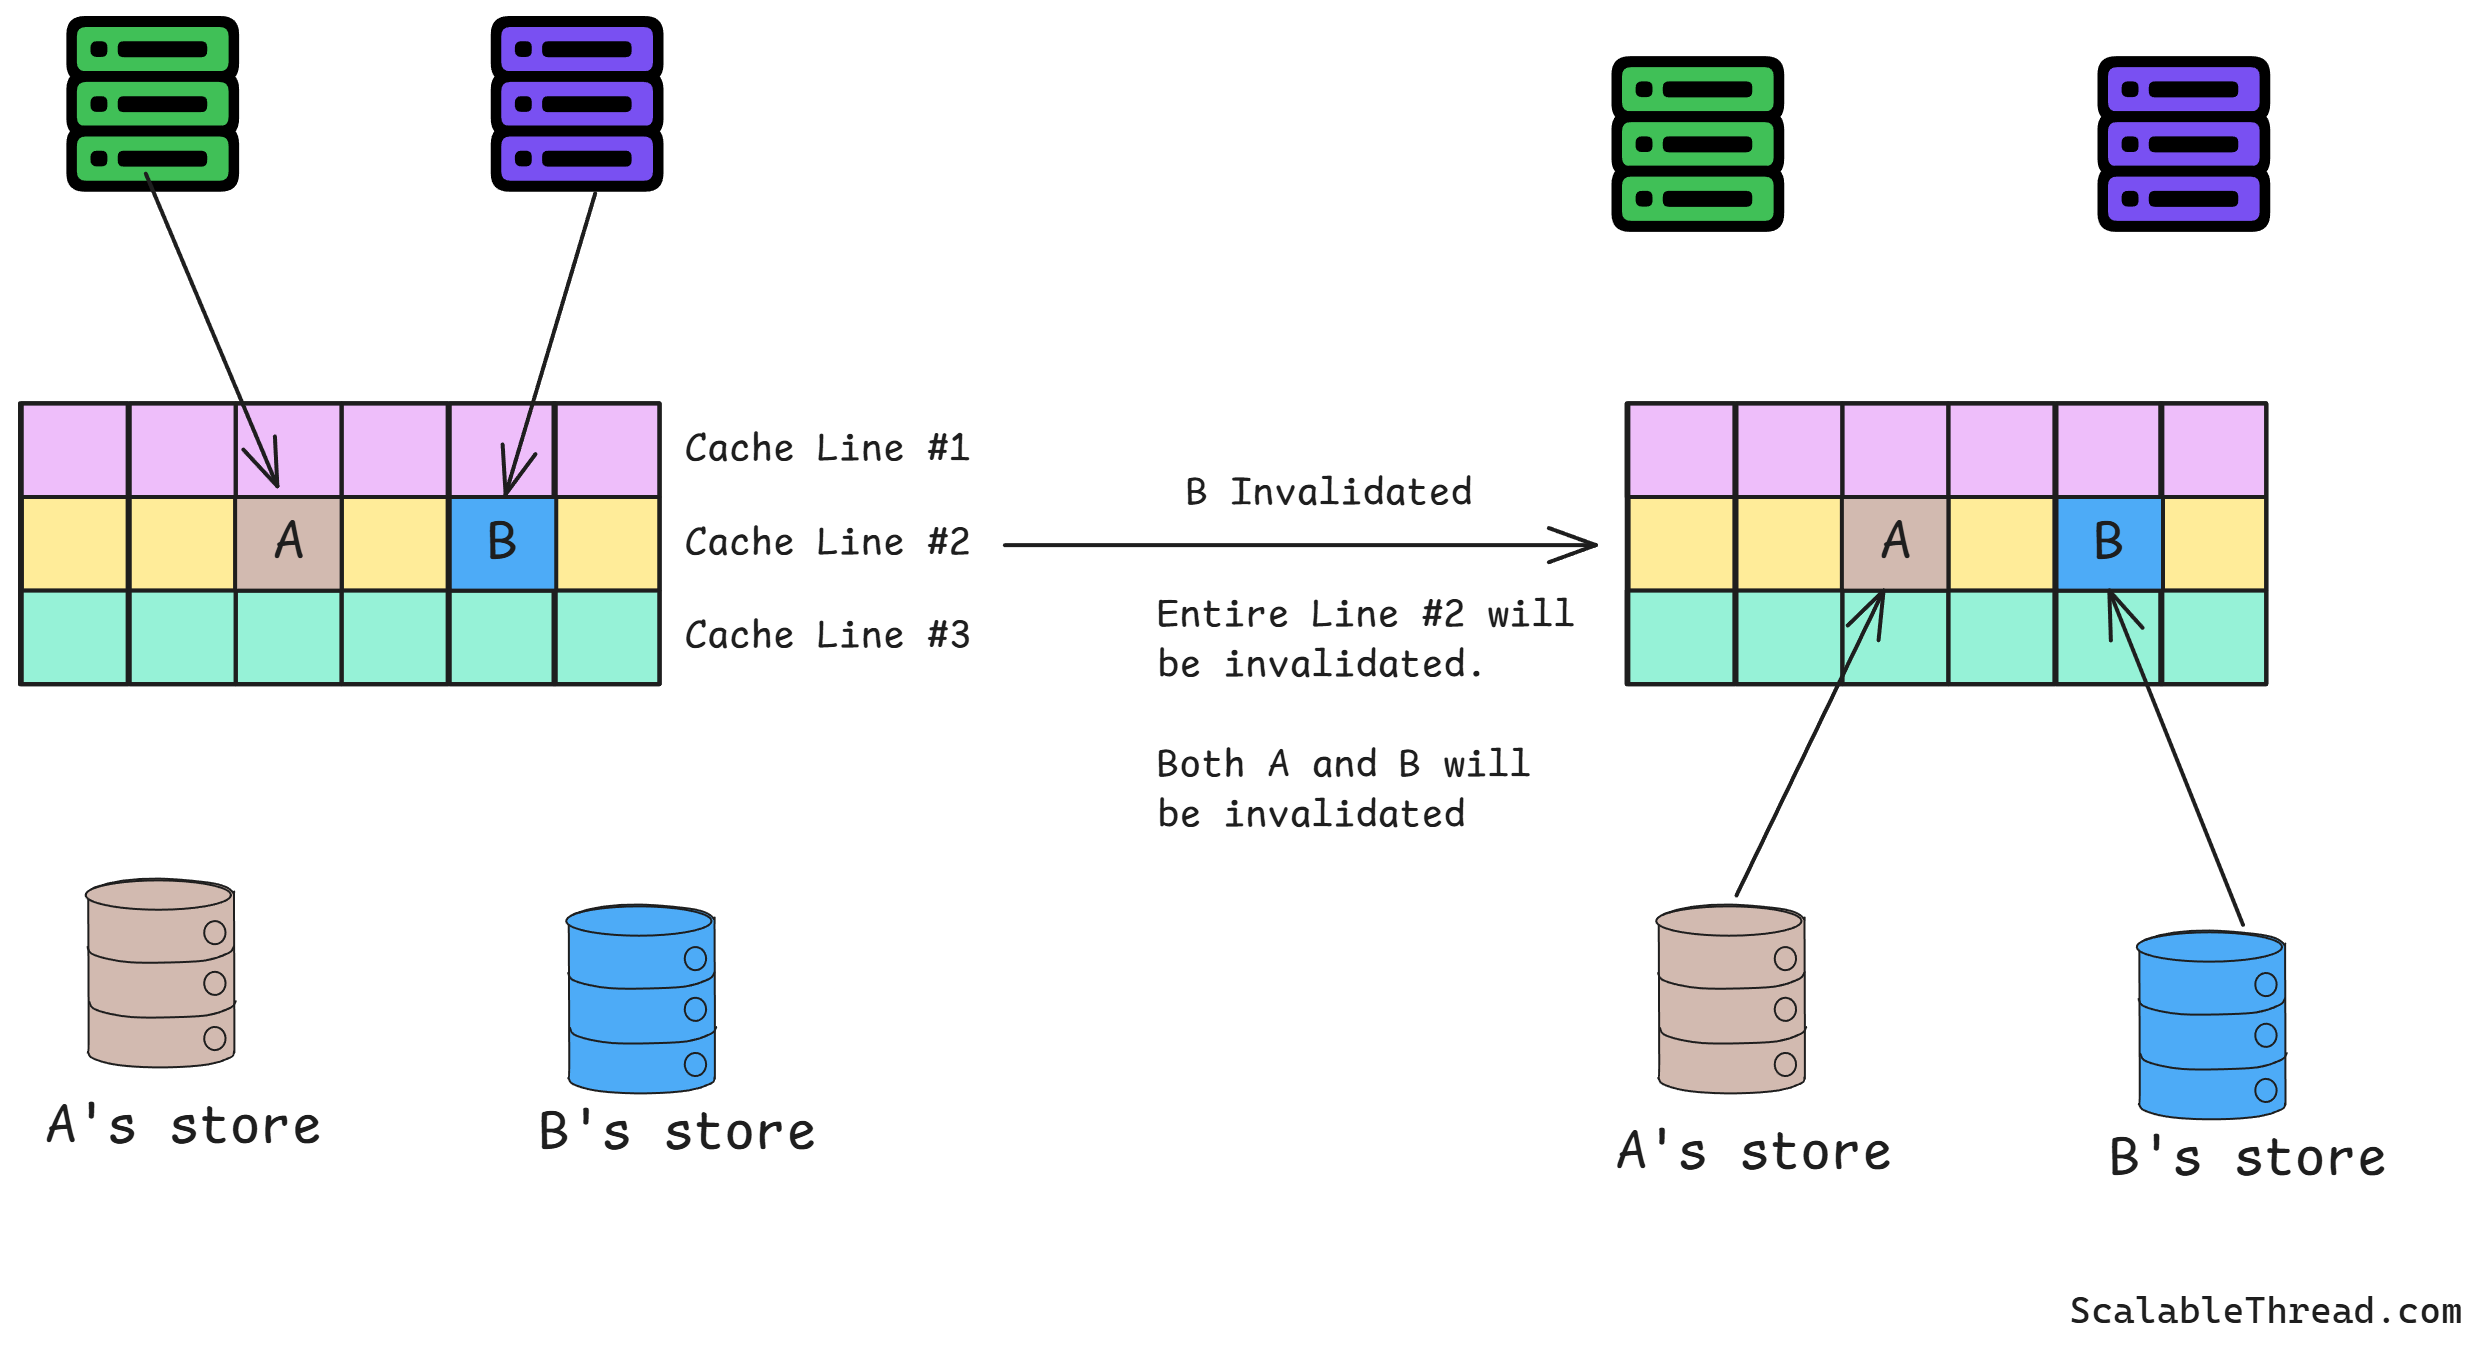 Cache Line #1
A
B
Cache Line #2
Cache Line #3
A's store
B's store
B Invalidated
Entire Line #2 will
be invalidated.
Both A and B will
be invalidated
A
B
A's store
B's store
ScalableThread.com